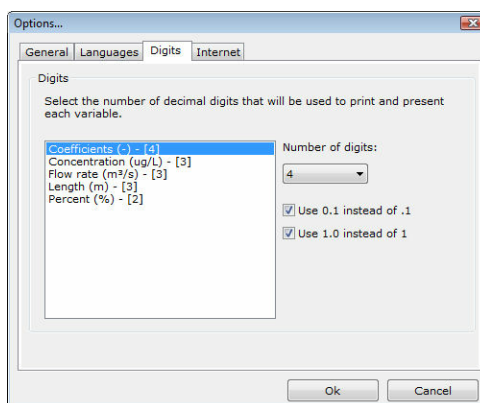 Options...
General Languages Digits Internet
Digits
Select the number of decimal digits that will be used to print and present
each variable.
Coefficients (-) - [4]
Concentration (ug/L) - [3]
Flow rate (m³/s) - [3]
Length (m) - [3]
Percent (%) - [2]
Number of digits:
4
Use 0.1 instead of .1
Use 1.0 instead of 1
Ok Cancel